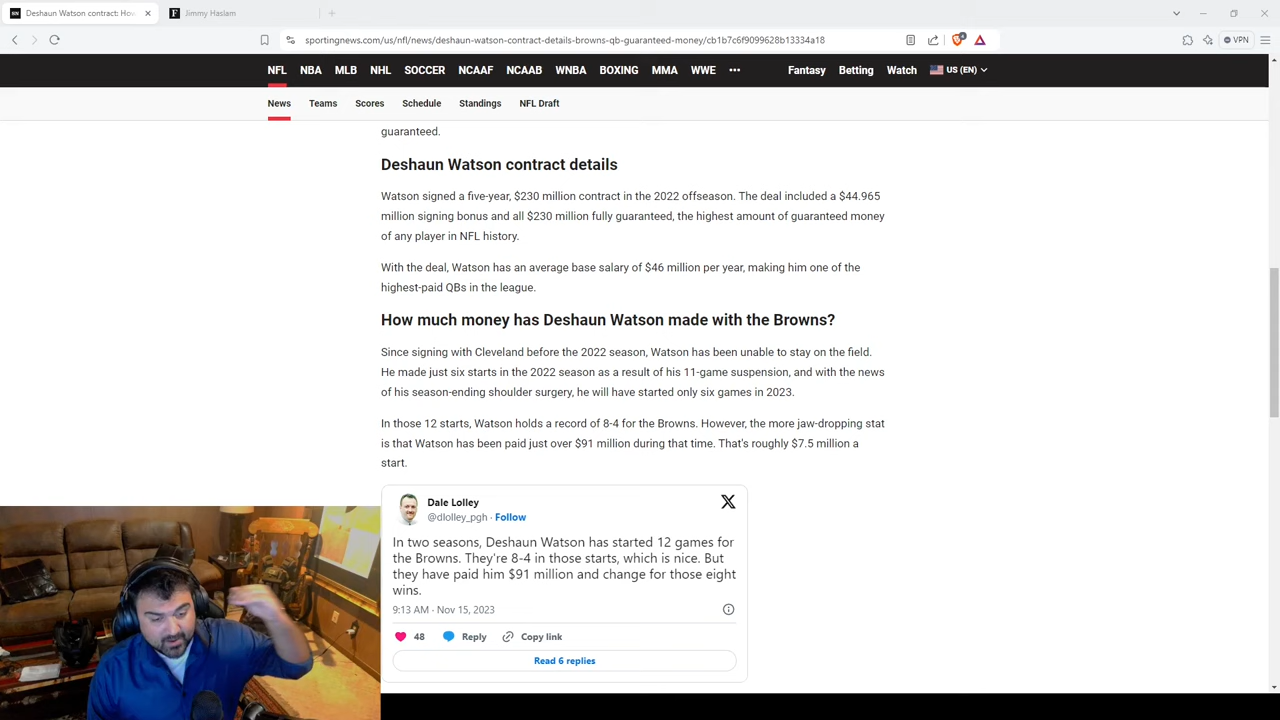 Deshaun Watson contract: How
Jimmy Haslam
sportingnews.com/us/nfl/news/deshaun-watson-contract-details-browns-qb-guaranteed-money/cb1b7c6f9099628b13334a18
VPN
NFL NBA MLB NHL SOCCER NCAAF NCAAB WNBA BOXING MMA WWE ••• Fantasy Betting Watch US (EN)
News Teams Scores Schedule Standings NFL Draft
guaranteed.
Deshaun Watson contract details
Watson signed a five-year, $230 million contract in the 2022 offseason. The deal included a $44.965
million signing bonus and all $230 million fully guaranteed, the highest amount of guaranteed money
of any player in NFL history.
With the deal, Watson has an average base salary of $46 million per year, making him one of the
highest-paid QBs in the league.
How much money has Deshaun Watson made with the Browns?
Since signing with Cleveland before the 2022 season, Watson has been unable to stay on the field.
He made just six starts in the 2022 season as a result of his 11-game suspension, and with the news
of his season-ending shoulder surgery, he will have started only six games in 2023.
In those 12 starts, Watson holds a record of 8-4 for the Browns. However, the more jaw-dropping stat
is that Watson has been paid just over $91 million during that time. That's roughly $7.5 million a
start.
Dale Lolley
@dlolley_pgh · Follow
In two seasons, Deshaun Watson has started 12 games for
the Browns. They're 8-4 in those starts, which is nice. But
they have paid him $91 million and change for those eight
wins.
9:13 AM · Nov 15, 2023
48 Reply Copy link
Read 6 replies